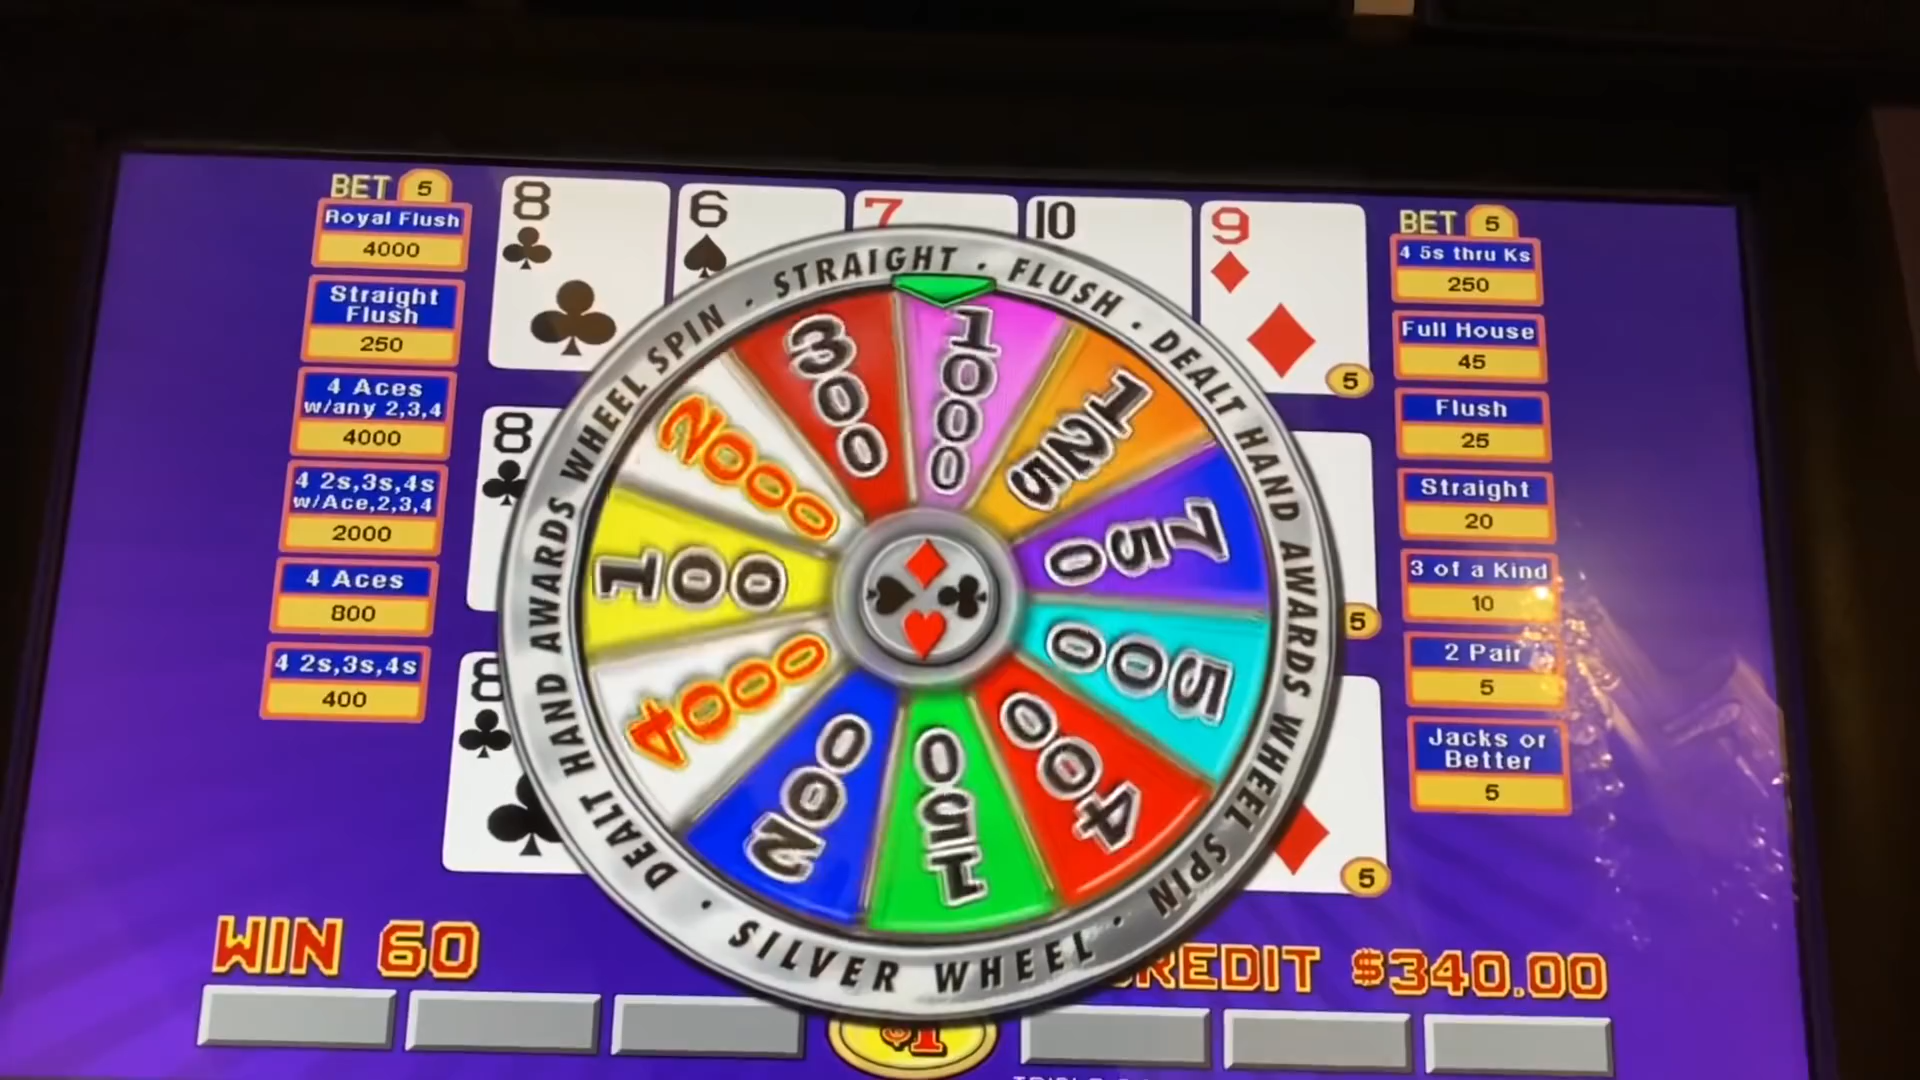 BET 5
Royal Flush
4000
Straight
Flush
250
4 Aces
w/any 2,3,4
4000
4 2s,3s,4s
w/Ace,2,3,4
2000
4 Aces
800
4 2s,3s,4s
400
8
6
7
10
9
5
8
5
8
5
STRAIGHT · FLUSH · DEALT HAND AWARDS WHEEL SPIN · SILVER WHEEL · DEALT HAND AWARDS WHEEL SPIN ·
1000
125
750
500
400
150
200
4000
100
2000
300
BET 5
4 5s thru Ks
250
Full House
45
Flush
25
Straight
20
3 of a Kind
10
2 Pair
5
Jacks or
Better
5
WIN 60
CREDIT $340.00
$1